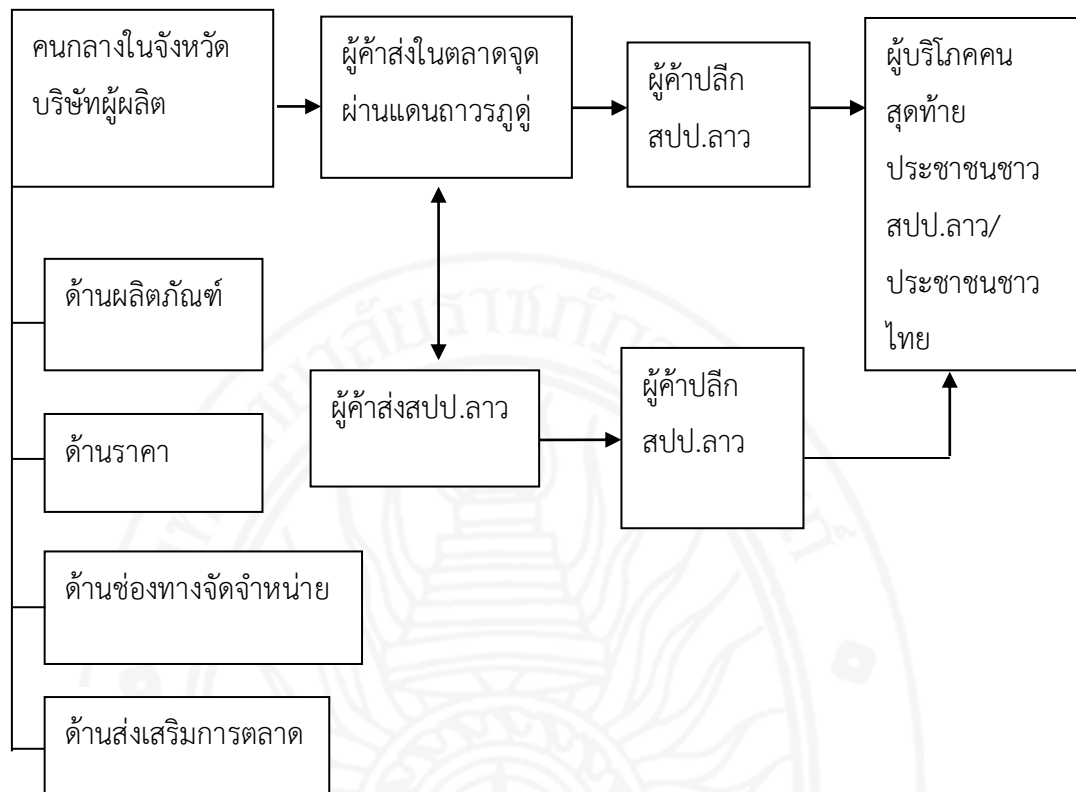 คนกลางในจังหวัด
บริษัทผู้ผลิต
ผู้ค้าส่งในตลาดจุด
ผ่านแดนถาวรภูดู่
ผู้ค้าปลีก
สปป.ลาว
ผู้บริโภคคน
สุดท้าย
ประชาชนชาว
สปป.ลาว/
ประชาชนชาว
ไทย
ด้านผลิตภัณฑ์
ผู้ค้าส่งสปป.ลาว
ผู้ค้าปลีก
สปป.ลาว
ด้านราคา
ด้านช่องทางจัดจำหน่าย
ด้านส่งเสริมการตลาด